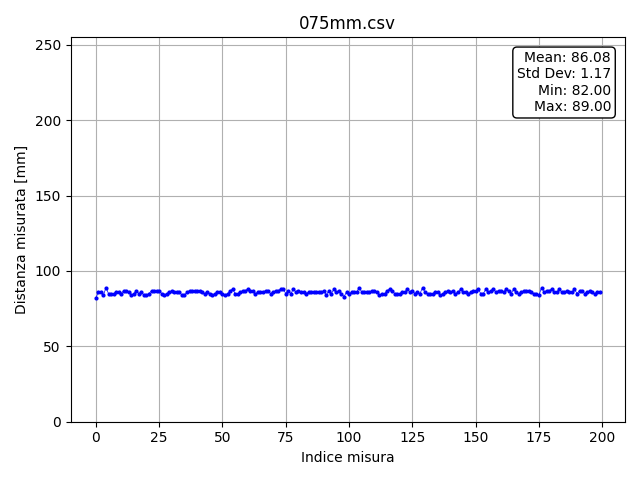 075mm.csv
Mean: 86.08
Std Dev: 1.17
Min: 82.00
Max: 89.00
Distanza misurata [mm]
250
200
150
100
50
0
0 25 50 75 100 125 150 175 200
Indice misura